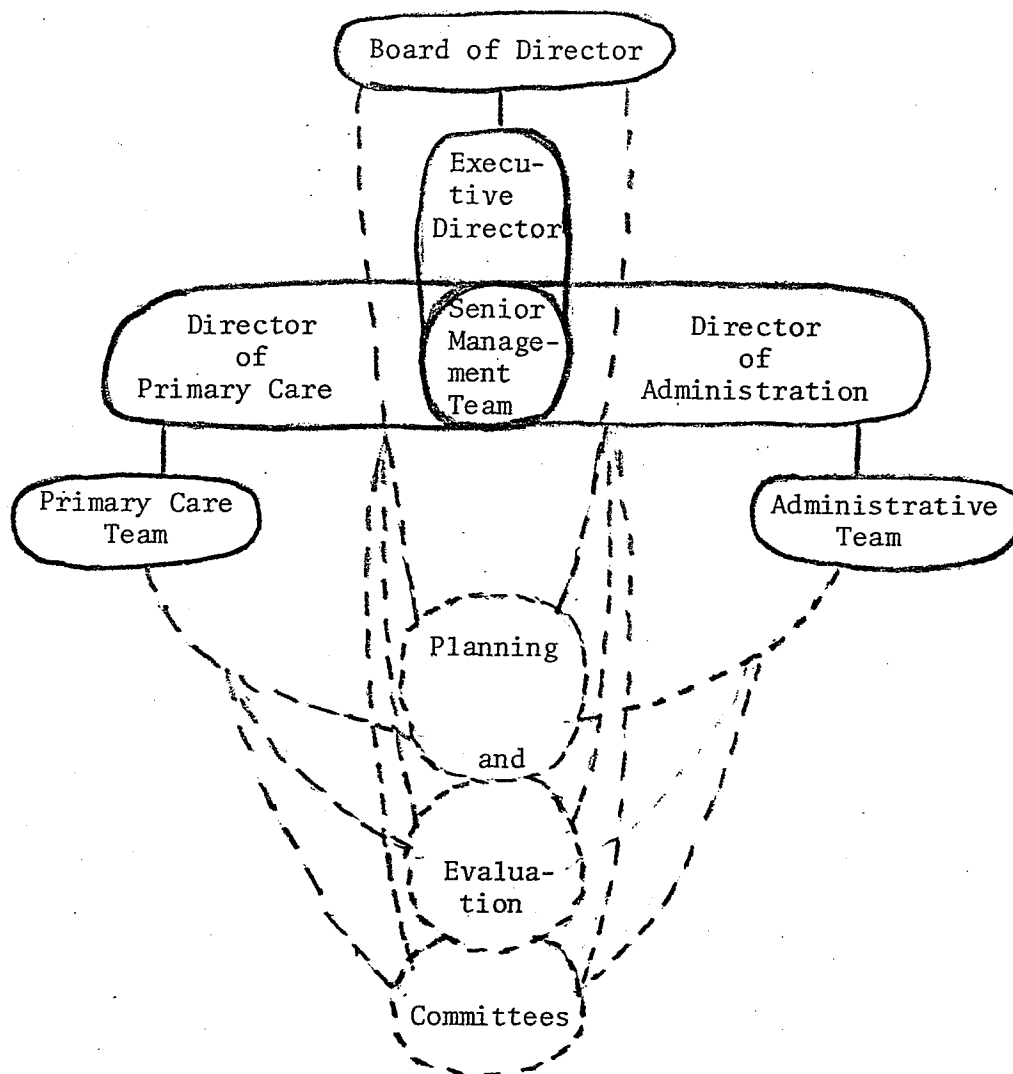 Board of Director
Execu-
tive
Director
Senior
Manage-
ment
Team
Director
of
Primary Care
Director
of
Administration
Primary Care
Team
Administrative
Team
Planning
and
Evalua-
tion
Committees